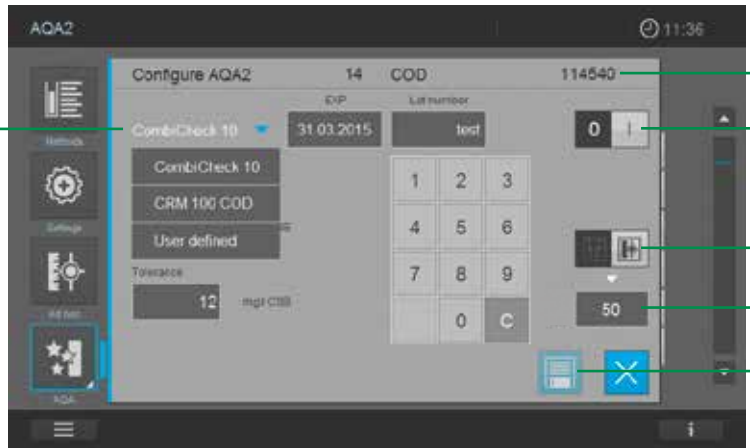 AQA2
11:36
Configure AQA2 14 COD 114540
EXP Lot number
CombiCheck 10 31.03.2015 test
0 I
CombiCheck 10
CRM 100 COD
User defined
Tolerance
12 mg/l CSB
1 2 3
4 5 6
7 8 9
0 C
50
Methods
Settings
AQA
i